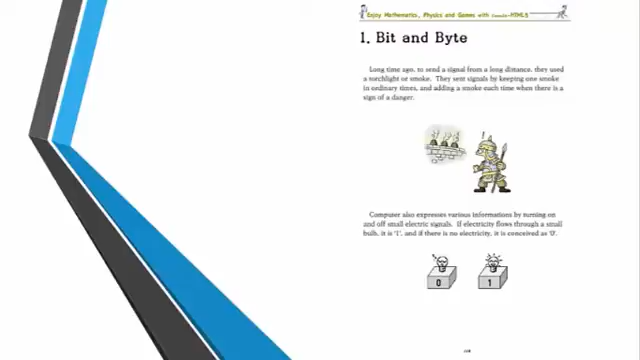 Enjoy Mathematics, Physics and Games with Console-HTML5
1. Bit and Byte
Long time ago, to send a signal from a long distance, they used
a torchlight or smoke. They sent signals by keeping one smoke
in ordinary times, and adding a smoke each time when there is a
sign of a danger.
Computer also expresses various informations by turning on
and off small electric signals. If electricity flows through a small
bulb, it is '1', and if there is no electricity, it is conceived as '0'.
0 1